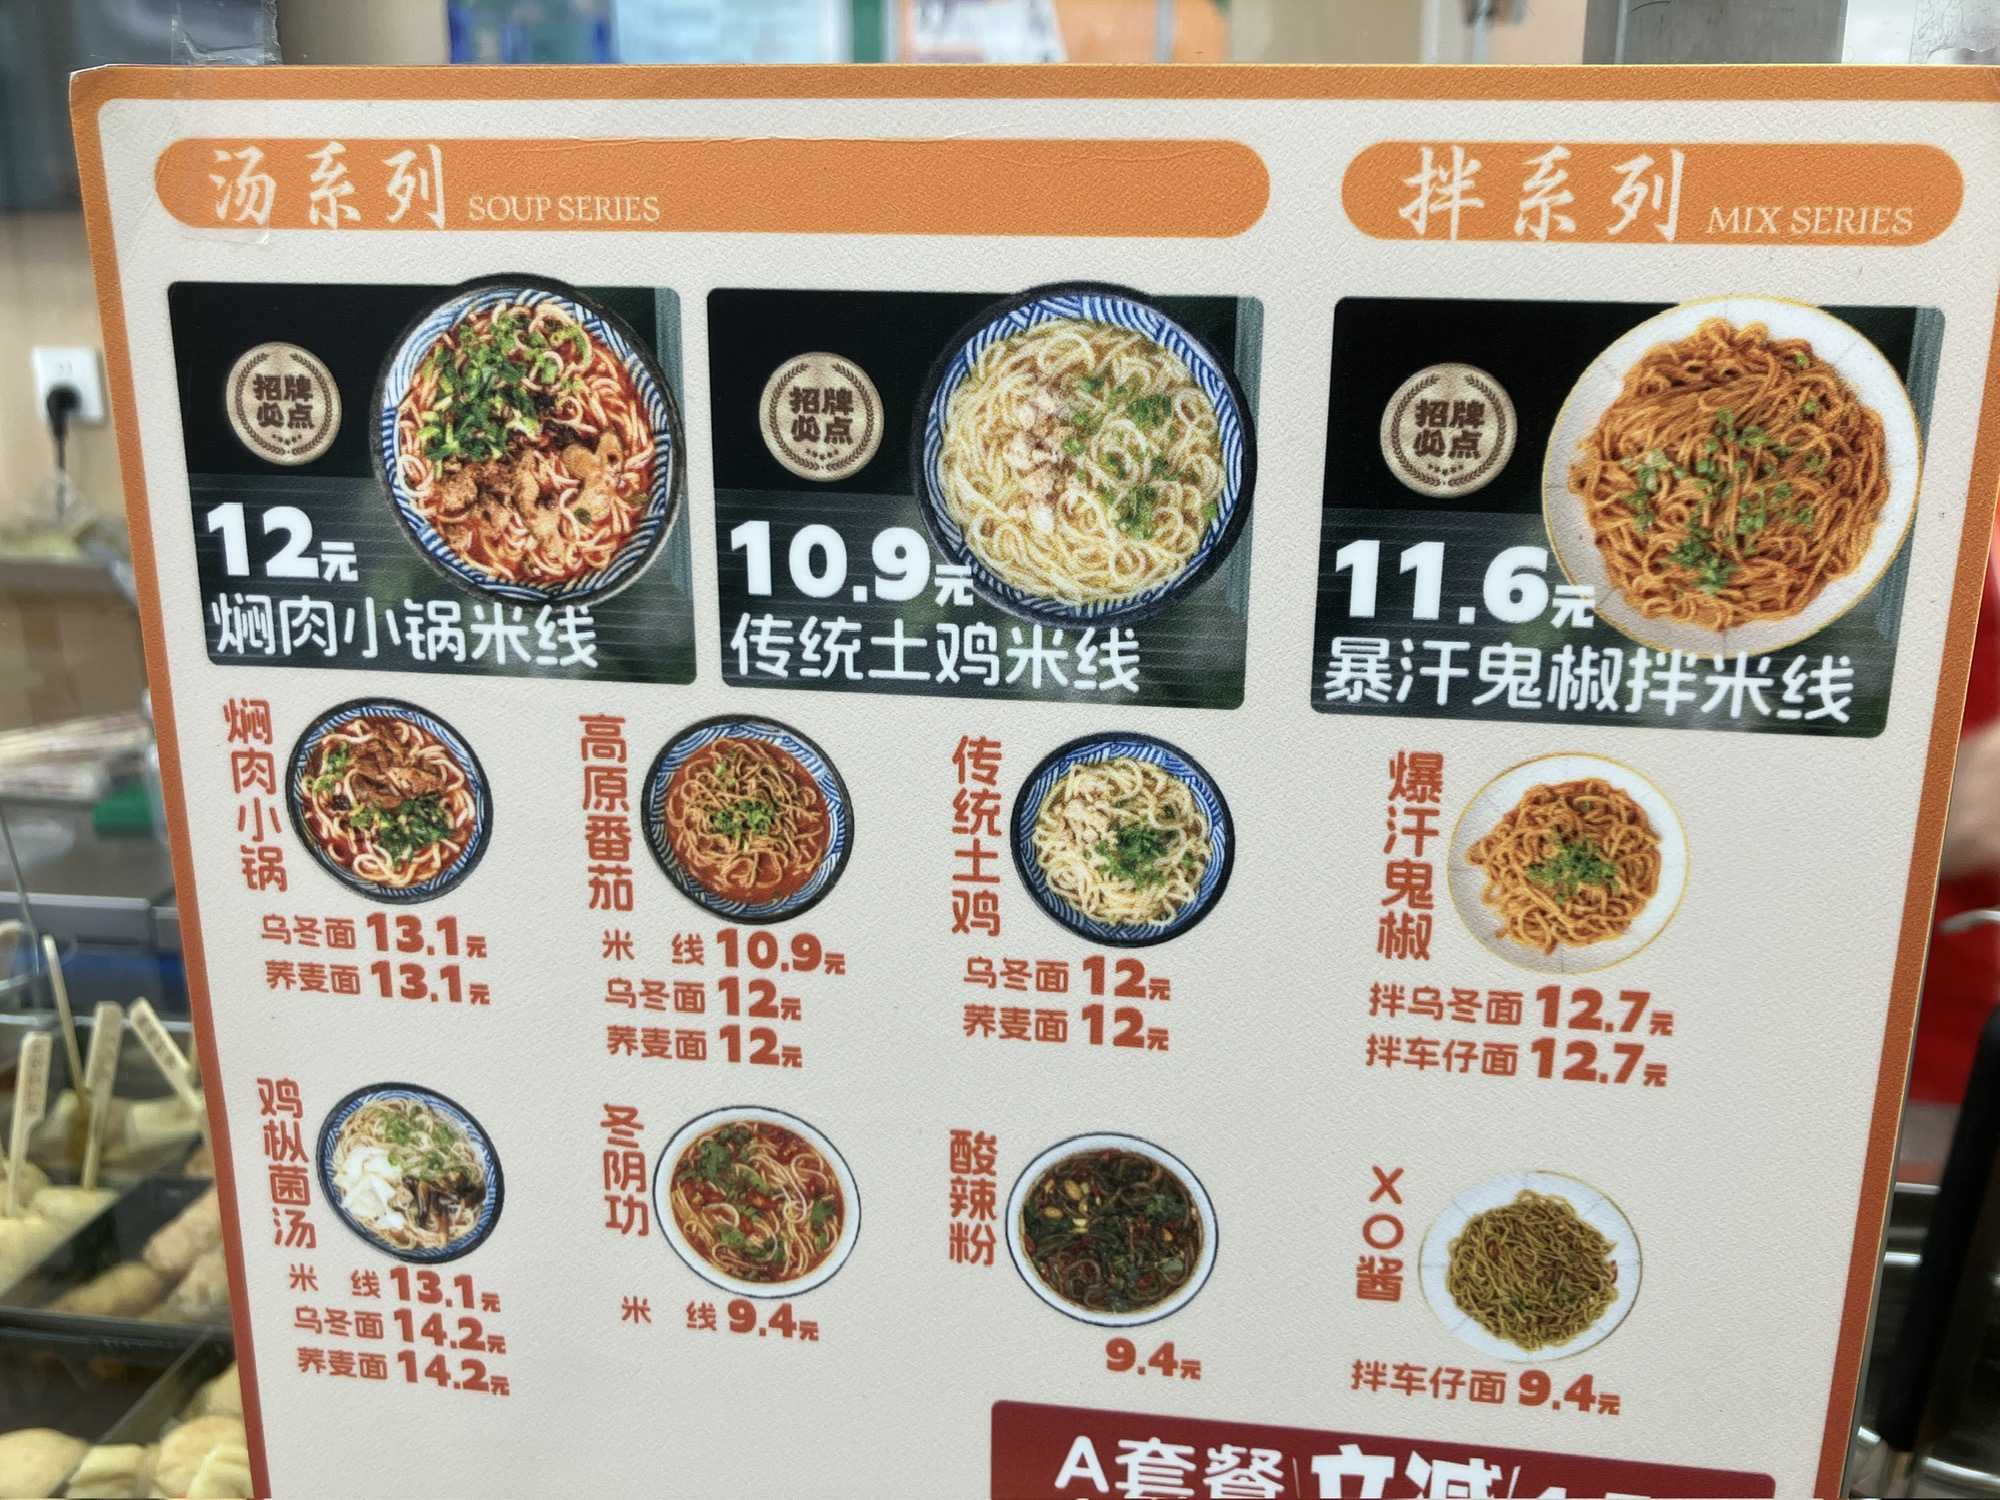 汤系列 SOUP SERIES
拌系列 MIX SERIES
招牌
必点
12元
焖肉小锅米线
招牌
必点
10.9元
传统土鸡米线
招牌
必点
11.6元
暴汗鬼椒拌米线
焖肉小锅
乌冬面 13.1元
荞麦面 13.1元
高原番茄
米 线 10.9元
乌冬面 12元
荞麦面 12元
传统土鸡
乌冬面 12元
荞麦面 12元
爆汗鬼椒
拌乌冬面 12.7元
拌车仔面 12.7元
鸡枞菌汤
米 线 13.1元
乌冬面 14.2元
荞麦面 14.2元
冬阴功
米 线 9.4元
酸辣粉
9.4元
XO酱
拌车仔面 9.4元
A套餐 立减